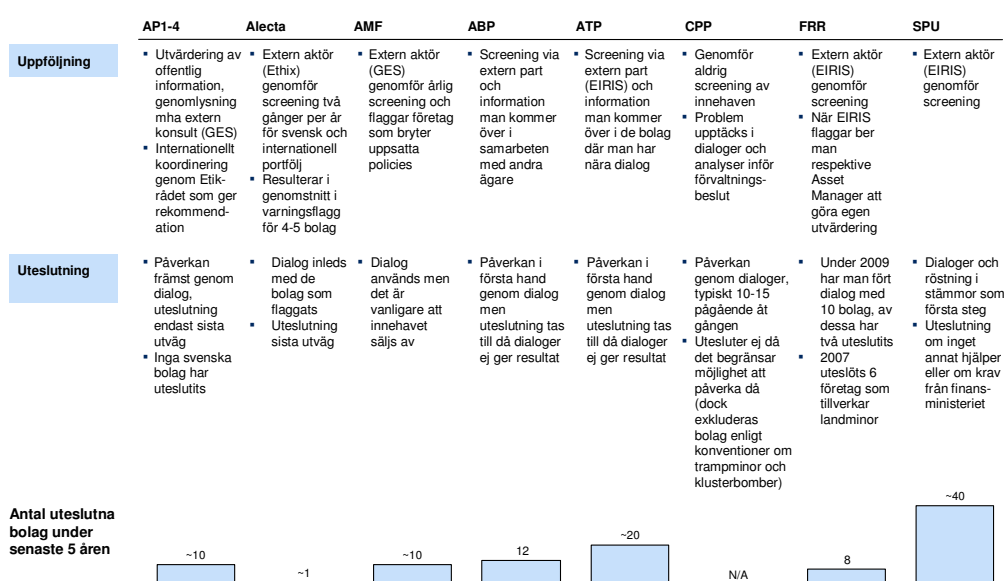 AP1-4 Alecta AMF ABP ATP CPP FRR SPU
Uppföljning
▪ Utvärdering av
offentlig
information,
genomlysning
mha extern
konsult (GES)
▪ Internationellt
koordinering
genom Etik-
rådet som ger
rekommend-
ation
▪ Extern aktör
(Ethix)
genomför
screening två
gånger per år
för svensk och
internationell
portfölj
▪ Resulterar i
genomstnitt i
varningsflagg
för 4-5 bolag
▪ Extern aktör
(GES)
genomför årlig
screening och
flaggar företag
som bryter
uppsatta
policies
▪ Screening via
extern part
och
information
man kommer
över i
samarbeten
med andra
ägare
▪ Screening via
extern part
(EIRIS) och
information
man kommer
över i de bolag
där man har
nära dialog
▪ Genomför
aldrig
screening av
innehaven
▪ Problem
upptäcks i
dialoger och
analyser inför
förvaltnings-
beslut
▪ Extern aktör
(EIRIS)
genomför
screening
▪ När EIRIS
flaggar ber
man
respektive
Asset
Manager att
göra egen
utvärdering
▪ Extern aktör
(EIRIS)
genomför
screening
Uteslutning
▪ Påverkan
främst genom
dialog,
uteslutning
endast sista
utväg
▪ Inga svenska
bolag har
uteslutits
▪ Dialog inleds
med de
bolag som
flaggats
▪ Uteslutning
sista utväg
▪ Dialog
används men
det är
vanligare att
innehavet
säljs av
▪ Påverkan i
första hand
genom dialog
men
uteslutning tas
till då dialoger
ej ger resultat
▪ Påverkan i
första hand
genom dialog
men
uteslutning tas
till då dialoger
ej ger resultat
▪ Påverkan
genom dialoger,
typiskt 10-15
pågående åt
gången
▪ Utesluter ej då
det begränsar
möjlighet att
påverka då
(dock
exkluderas
bolag enligt
konventioner om
trampminor och
klusterbomber)
▪ Under 2009
har man fört
dialog med
10 bolag, av
dessa har
två uteslutits
▪ 2007
uteslöts 6
företag som
tillverkar
landminor
▪ Dialoger och
röstning i
stämmor som
första steg
▪ Uteslutning
om inget
annat hjälper
eller om krav
från finans-
ministeriet
Antal uteslutna
bolag under
senaste 5 åren
~10 ~1 ~10 12 ~20 N/A 8 ~40